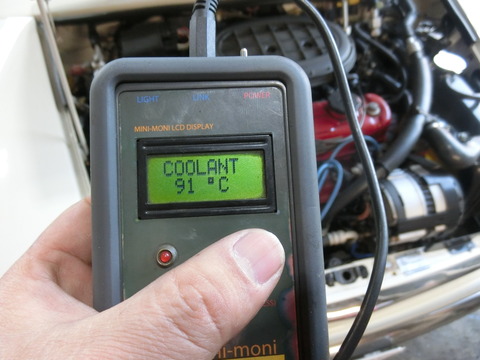 LIGHT LINK POWER
MINI-MONI LCD DISPLAY
COOLANT
91 °C
ni-moni